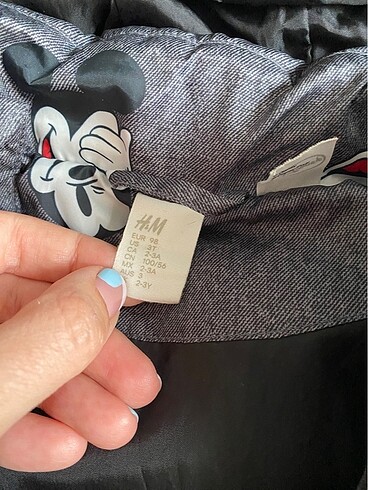 H&M
EUR 98
US 3T
CA 2-3A
CN 100/56
MX 2-3A
AUS 3
2-3Y